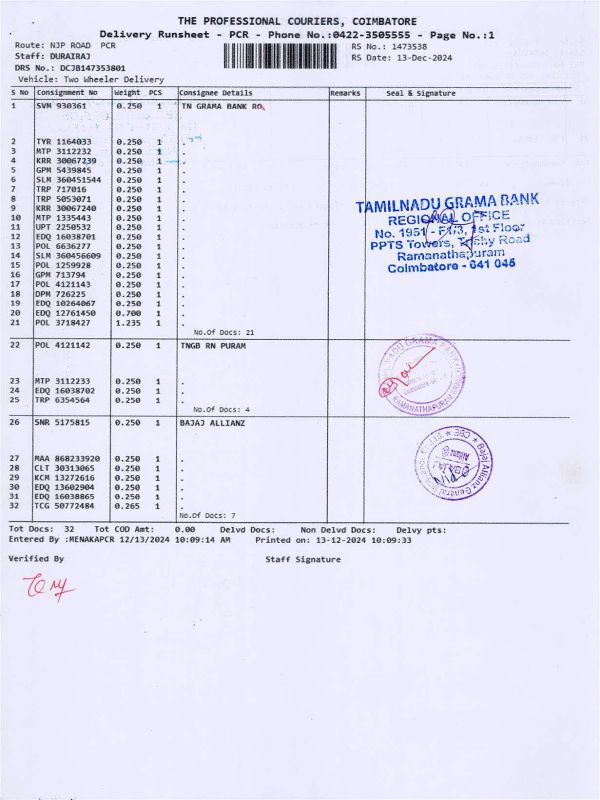 THE PROFESSIONAL COURIERS, COIMBATORE
Delivery Runsheet - PCR - Phone No.:0422-3505555 - Page No.:1
Route: NJP ROAD PCR RS No.: 1473538
Staff: DURAIRAJ RS Date: 13-Dec-2024
DRS No.: DCJB147353801
Vehicle: Two Wheeler Delivery
S No Consignment No Weight PCS Consignee Details Remarks Seal & Signature
1 SVM 930361 0.250 1 TN GRAMA BANK RO,
2 TYR 1164033 0.250 1 .
3 MTP 3112232 0.250 1 .
4 KRR 30067239 0.250 1 .
5 GPM 5439845 0.250 1 .
6 SLM 360451544 0.250 1 .
7 TRP 717016 0.250 1 .
8 TRP 5053071 0.250 1 .
9 KRR 30067240 0.250 1 .
10 MTP 1335443 0.250 1 .
11 UPT 2250532 0.250 1 .
12 EDQ 16038701 0.250 1 .
13 POL 6636277 0.250 1 .
14 SLM 360456609 0.250 1 .
15 POL 1259928 0.250 1 .
16 GPM 713794 0.250 1 .
17 POL 4121143 0.250 1 .
18 DPM 726225 0.250 1 .
19 EDQ 10264067 0.250 1 .
20 EDQ 12761450 0.700 1 .
21 POL 3718427 1.235 1 .
No.Of Docs: 21
TAMILNADU GRAMA BANK
REGIONAL OFFICE
No. 1951 - F1/3, 1st Floor
PPTS Towers, Trichy Road
Ramanathapuram
Coimbatore - 641 045
22 POL 4121142 0.250 1 TNGB RN PURAM
23 MTP 3112233 0.250 1 .
24 EDQ 16038702 0.250 1 .
25 TRP 6354564 0.250 1 .
No.Of Docs: 4
26 SNR 5175815 0.250 1 BAJAJ ALLIANZ
27 MAA 868233920 0.250 1 .
28 CLT 30313065 0.250 1 .
29 KCM 13272616 0.250 1 .
30 EDQ 13602904 0.250 1 .
31 EDQ 16038865 0.250 1 .
32 TCG 50772484 0.265 1 .
No.Of Docs: 7
Tot Docs: 32 Tot COD Amt: 0.00 Delvd Docs: Non Delvd Docs: Delvy pts:
Entered By :MENAKAPCR 12/13/2024 10:09:14 AM Printed on: 13-12-2024 10:09:33
Verified By Staff Signature